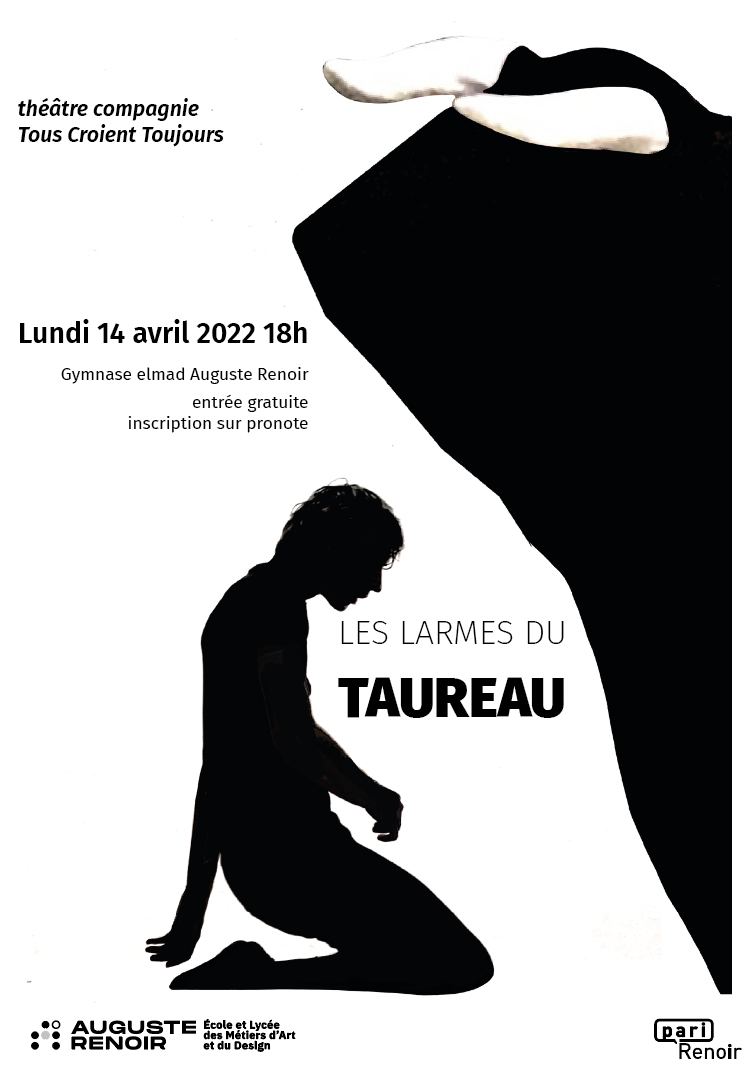 théâtre compagnie
Tous Croient Toujours
Lundi 14 avril 2022 18h
Gymnase elmad Auguste Renoir
entrée gratuite
inscription sur pronote
LES LARMES DU
TAUREAU
AUGUSTE
RENOIR
École et Lycée
des Métiers d'Art
et du Design
pari
Renoir